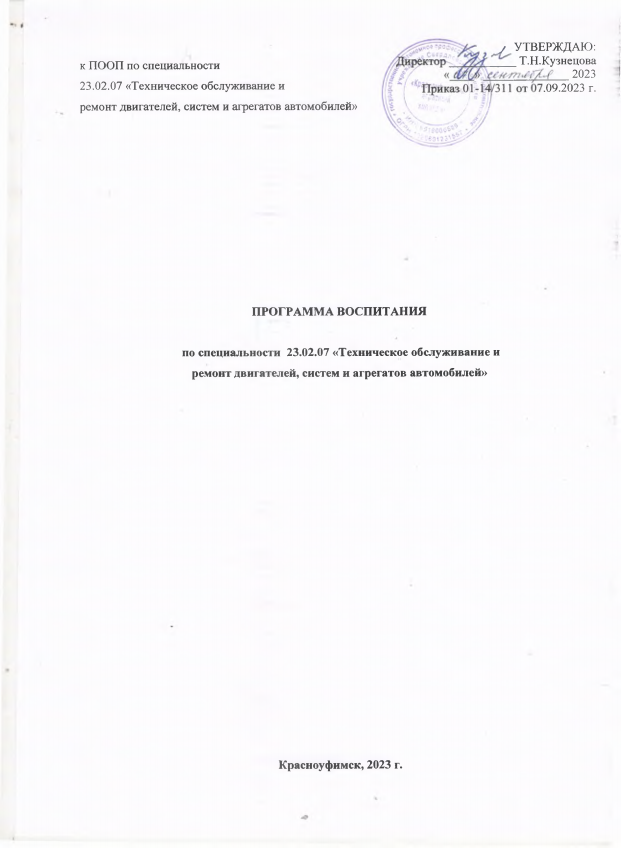 УТВЕРЖДАЮ:
к ПООП по специальности
Директор ____________ Т.Н.Кузнецова
23.02.07 «Техническое обслуживание и
« » сентября 2023
ремонт двигателей, систем и агрегатов автомобилей»
Приказ 01-14/311 от 07.09.2023 г.
ПРОГРАММА ВОСПИТАНИЯ
по специальности 23.02.07 «Техническое обслуживание и
ремонт двигателей, систем и агрегатов автомобилей»
Красноуфимск, 2023 г.